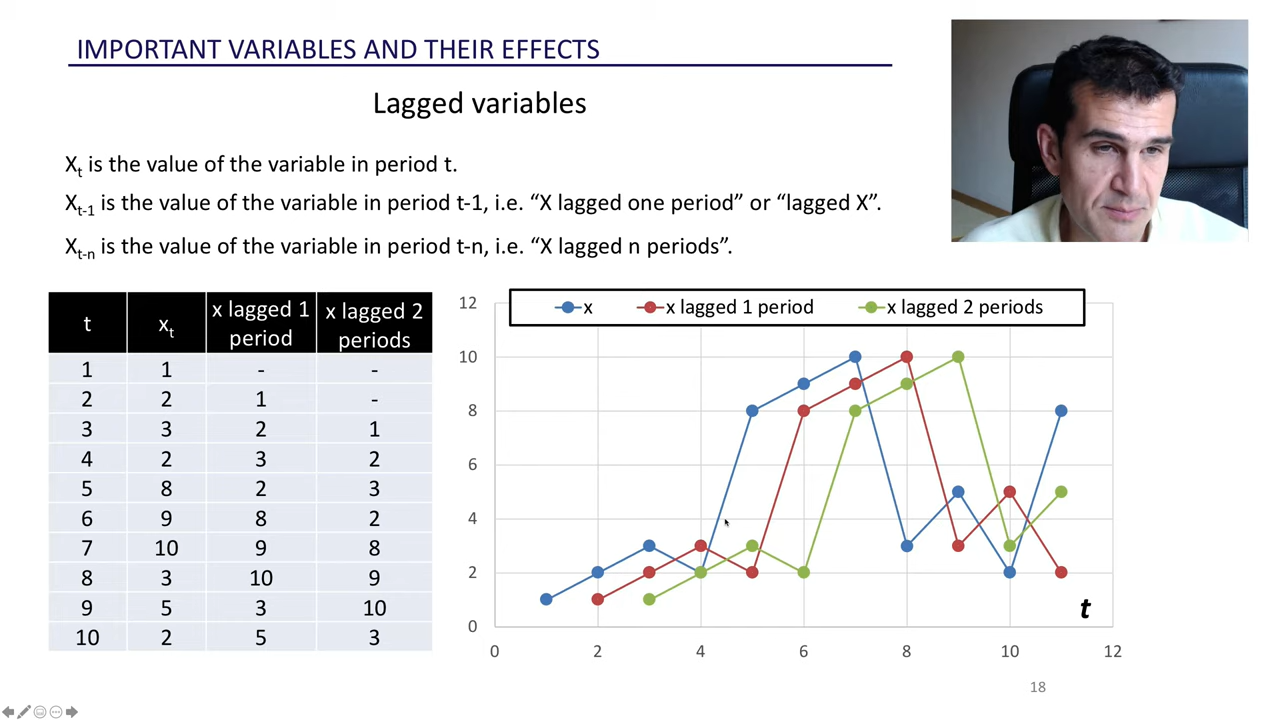 IMPORTANT VARIABLES AND THEIR EFFECTS
Lagged variables
Xt is the value of the variable in period t.
Xt-1 is the value of the variable in period t-1, i.e. “X lagged one period” or “lagged X”.
Xt-n is the value of the variable in period t-n, i.e. “X lagged n periods”.
t xt x lagged 1 period x lagged 2 periods
1 1 - -
2 2 1 -
3 3 2 1
4 2 3 2
5 8 2 3
6 9 8 2
7 10 9 8
8 3 10 9
9 5 3 10
10 2 5 3
x x lagged 1 period x lagged 2 periods
12
10
8
6
4
2
0
t
0 2 4 6 8 10 12
18